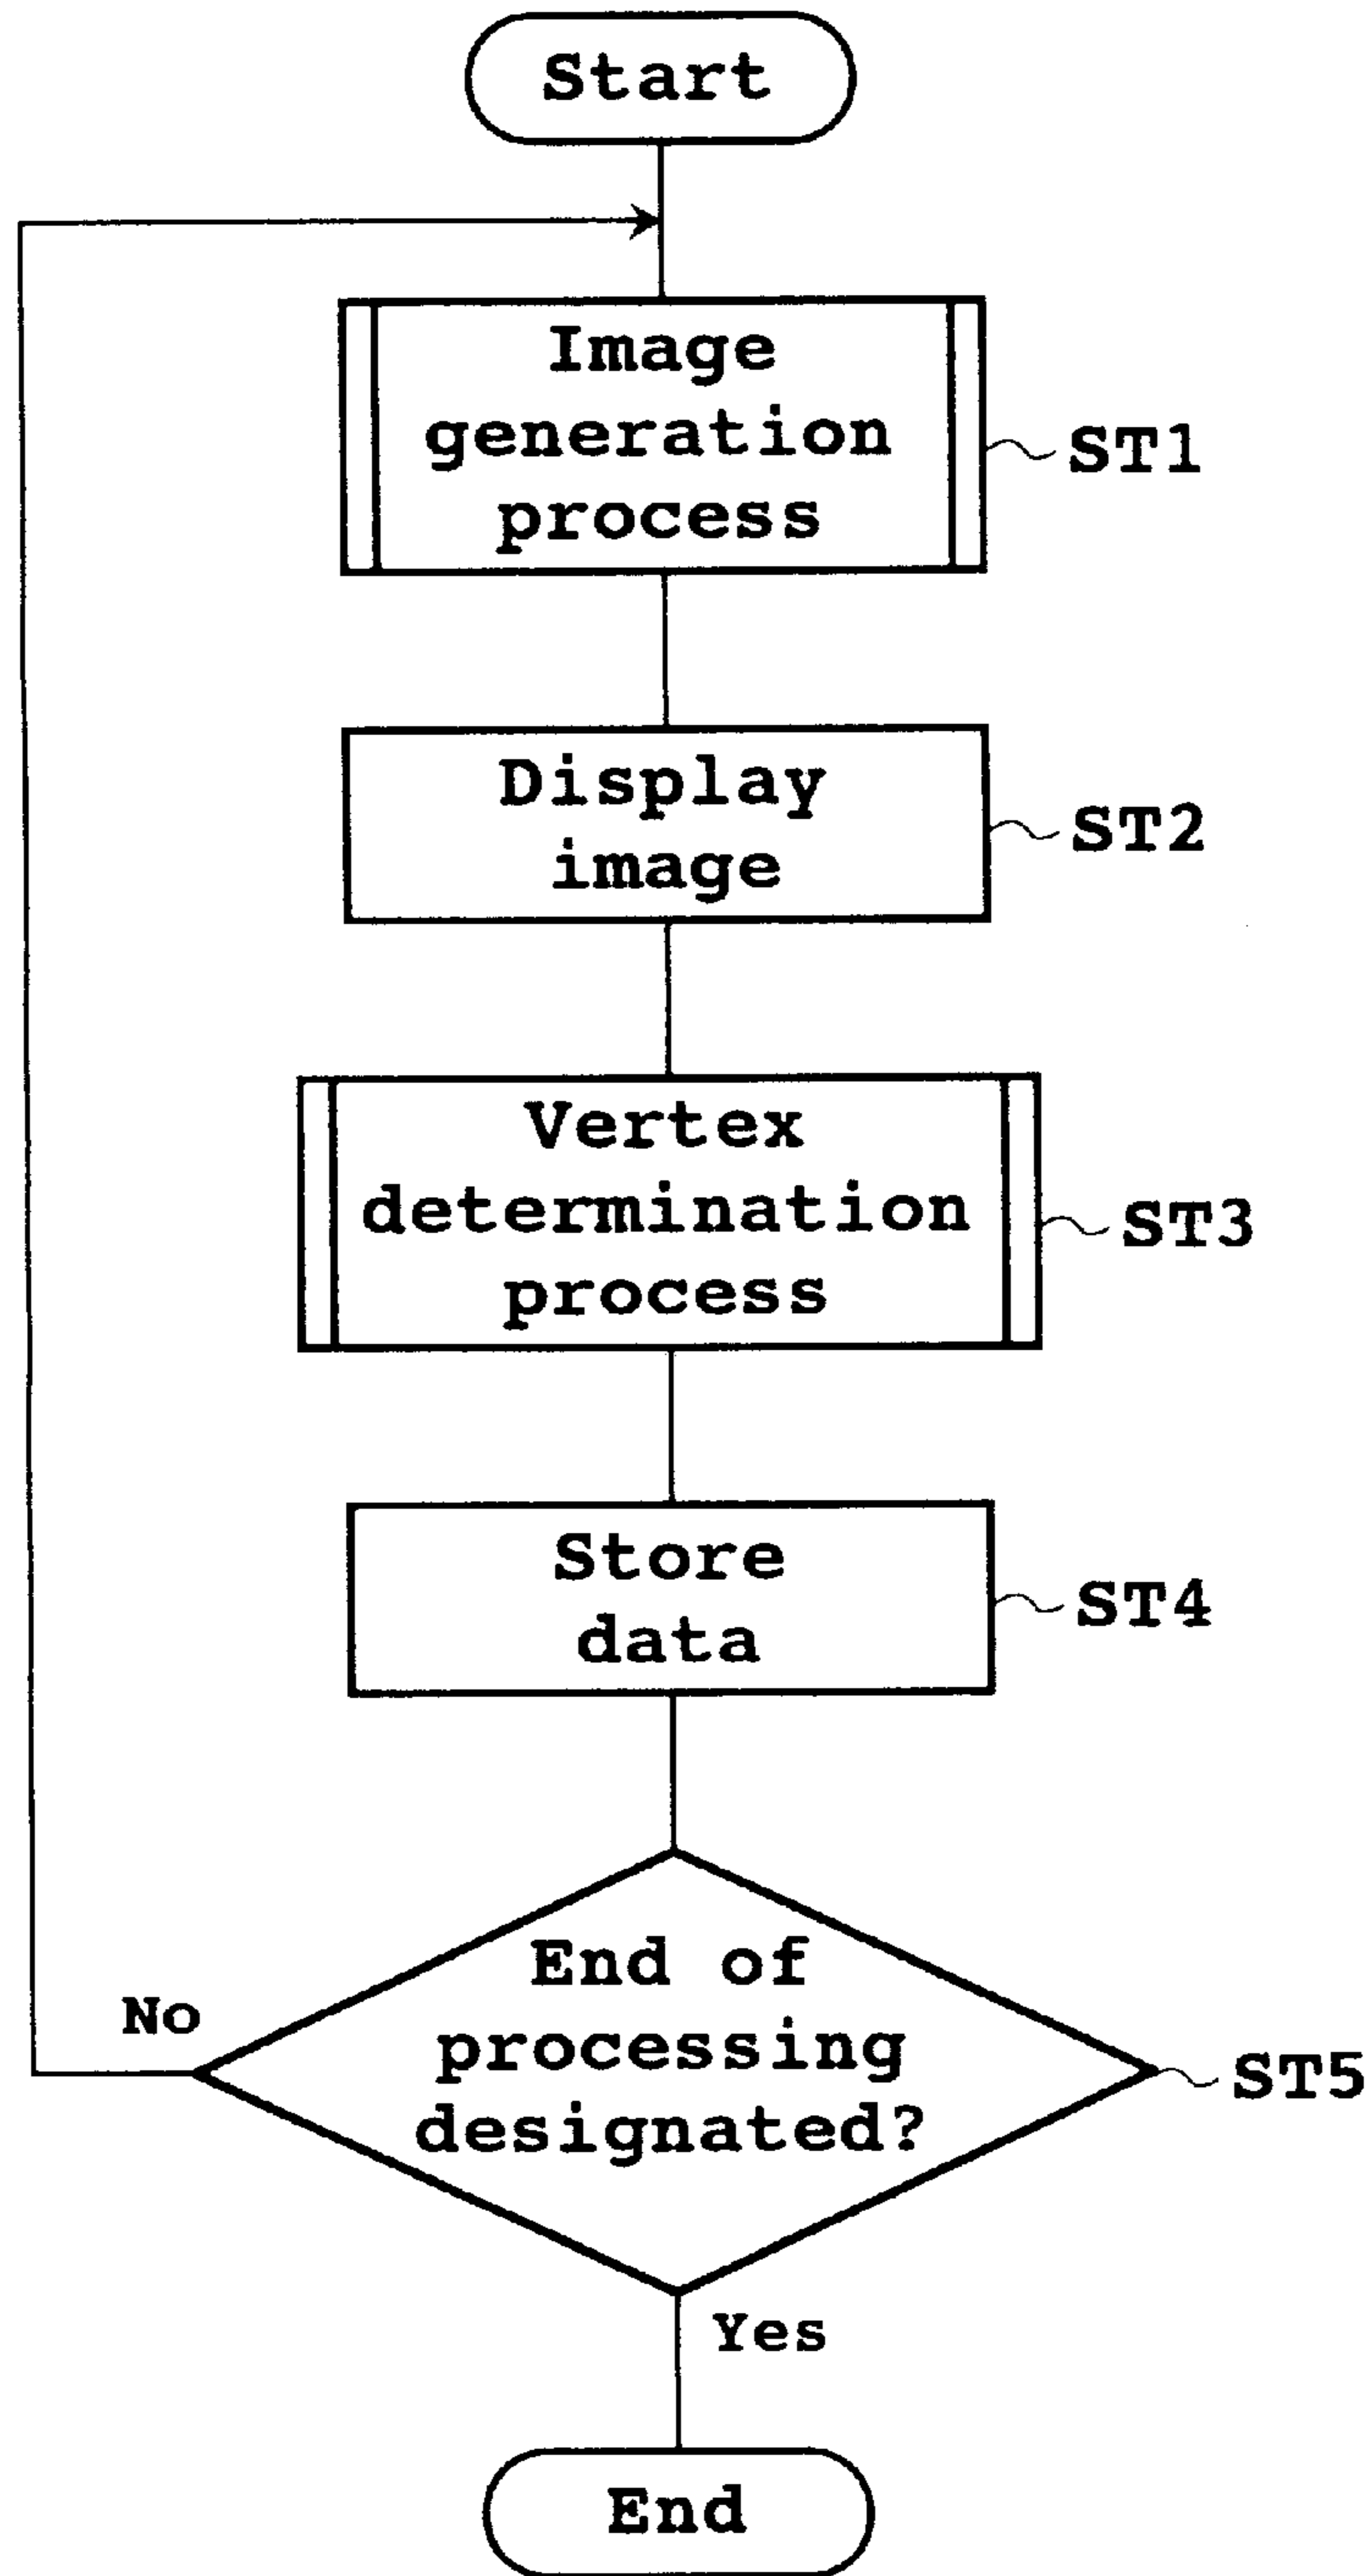 Start
Image
generation
process
ST1
Display
image
ST2
Vertex
determination
process
ST3
Store
data
ST4
End of
processing
designated?
ST5
No
Yes
End